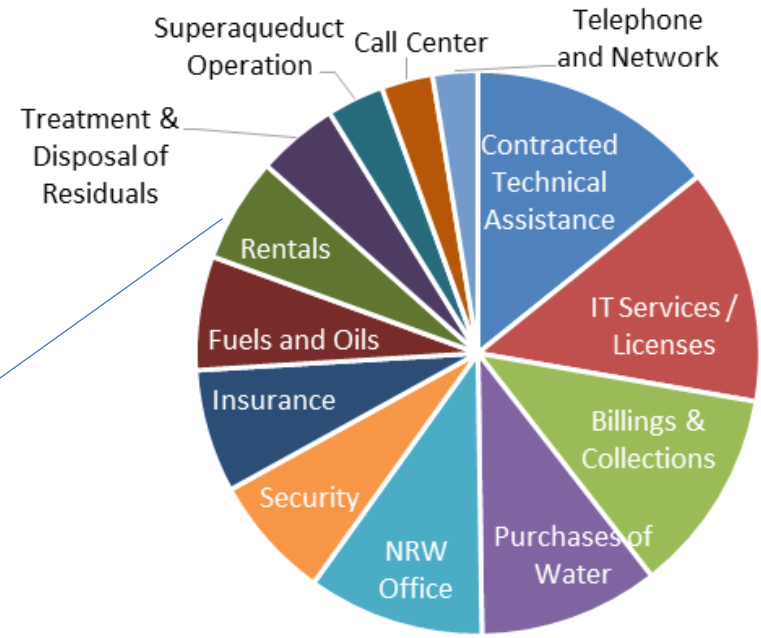 Superaqueduct
Operation
Call Center
Telephone
and Network
Treatment &
Disposal of
Residuals
Contracted
Technical
Assistance
IT Services /
Licenses
Billings &
Collections
Purchases of
Water
NRW
Office
Security
Insurance
Fuels and Oils
Rentals